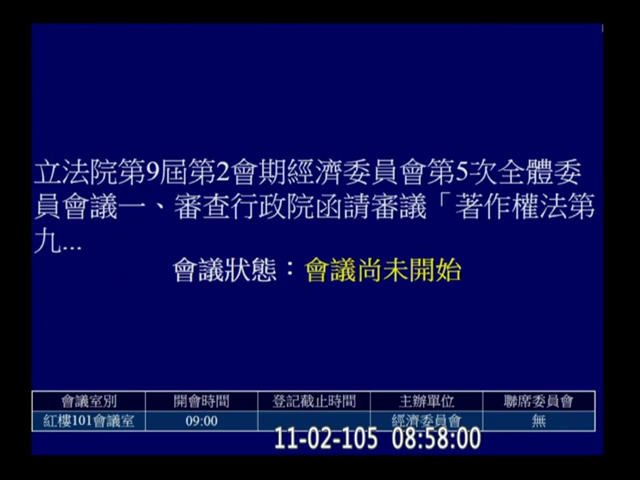 立法院第9屆第2會期經濟委員會第5次全體委
員會議一、審查行政院函請審議「著作權法第
九...
會議狀態：會議尚未開始
會議室別 開會時間 登記截止時間 主辦單位 聯席委員會
紅樓101會議室 09:00 經濟委員會 無
11-02-105 08:58:00